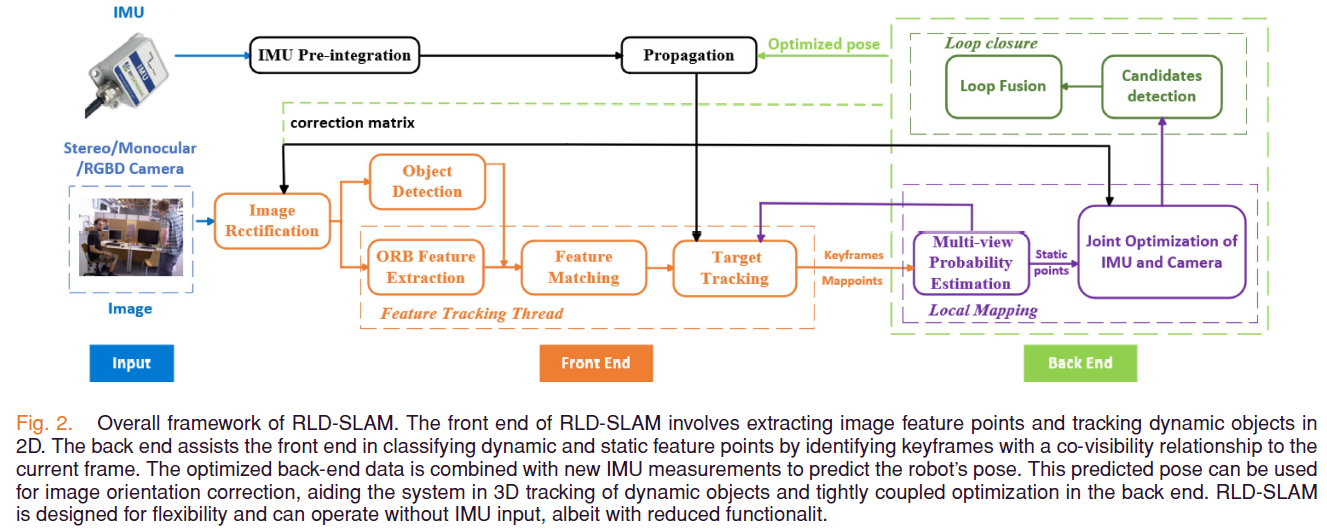 IMU
IMU Pre-integration
Propagation
Optimized pose
Loop closure
Loop Fusion
Candidates
detection
IMU
correction matrix
Stereo/Monocular
/RGBD Camera
Object
Detection
Image
Rectification
ORB Feature
Extraction
Feature
Matching
Target
Tracking
Keyframes
Mappoints
Multi-view
Probability
Estimation
Static
points
Joint Optimization of
IMU and Camera
Image
Feature Tracking Thread
Local Mapping
Input
Front End
Back End
Fig. 2. Overall framework of RLD-SLAM. The front end of RLD-SLAM involves extracting image feature points and tracking dynamic objects in
2D. The back end assists the front end in classifying dynamic and static feature points by identifying keyframes with a co-visibility relationship to the
current frame. The optimized back-end data is combined with new IMU measurements to predict the robot's pose. This predicted pose can be used
for image orientation correction, aiding the system in 3D tracking of dynamic objects and tightly coupled optimization in the back end. RLD-SLAM
is designed for flexibility and can operate without IMU input, albeit with reduced functionalit.